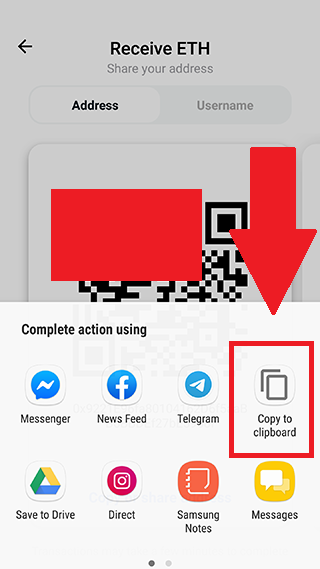 Receive ETH
Share your address
Address
Username
Complete action using
Messenger
News Feed
Telegram
Copy to
clipboard
Save to Drive
Direct
Samsung
Notes
Messages